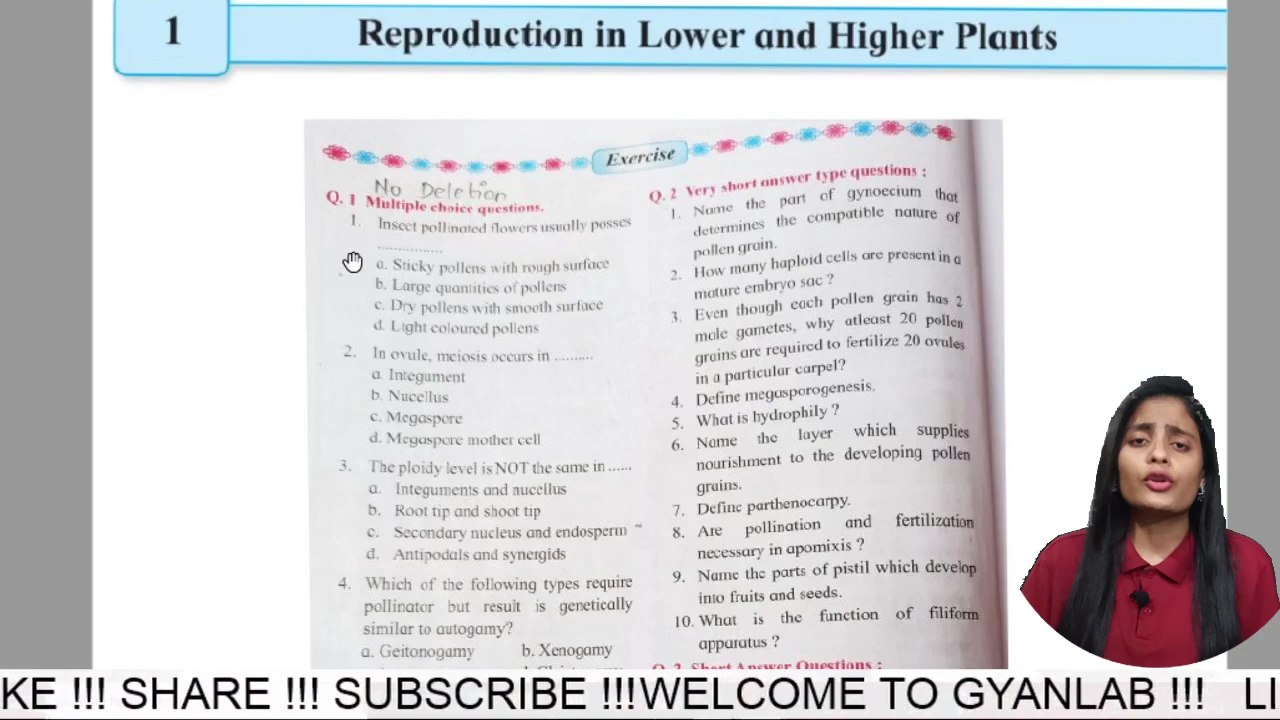 1
Reproduction in Lower and Higher Plants
Exercise
No Deletion
Q. 1 Multiple choice questions.
1. Insect pollinated flowers usually posses
...............
a. Sticky pollens with rough surface
b. Large quantities of pollens
c. Dry pollens with smooth surface
d. Light coloured pollens
2. In ovule, meiosis occurs in ..........
a. Integument
b. Nucellus
c. Megaspore
d. Megaspore mother cell
3. The ploidy level is NOT the same in ......
a. Integuments and nucellus
b. Root tip and shoot tip
c. Secondary nucleus and endosperm
d. Antipodals and synergids
4. Which of the following types require
pollinator but result is genetically
similar to autogamy?
a. Geitonogamy b. Xenogamy
Q. 2 Very short answer type questions :
1. Name the part of gynoecium that
determines the compatible nature of
pollen grain.
2. How many haploid cells are present in a
mature embryo sac ?
3. Even though each pollen grain has 2
male gametes, why atleast 20 pollen
grains are required to fertilize 20 ovules
in a particular carpel?
4. Define megasporogenesis.
5. What is hydrophily ?
6. Name the layer which supplies
nourishment to the developing pollen
grains.
7. Define parthenocarpy.
8. Are pollination and fertilization
necessary in apomixis ?
9. Name the parts of pistil which develop
into fruits and seeds.
10. What is the function of filiform
apparatus ?
Q. 3 Short Answer Questions :
KE !!! SHARE !!! SUBSCRIBE !!!WELCOME TO GYANLAB !!! LI